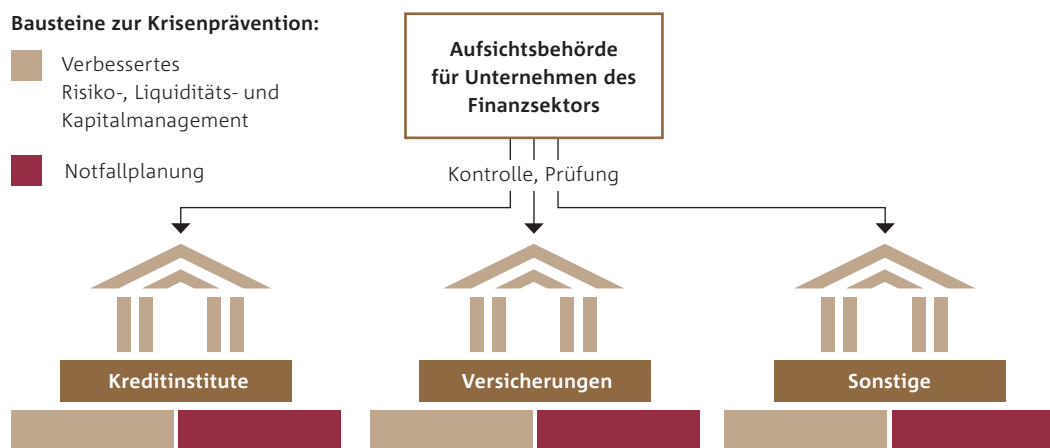 Bausteine zur Krisenprävention:
Verbessertes
Risiko-, Liquiditäts- und
Kapitalmanagement
Notfallplanung
Aufsichtsbehörde
für Unternehmen des
Finanzsektors
Kontrolle, Prüfung
Kreditinstitute
Versicherungen
Sonstige